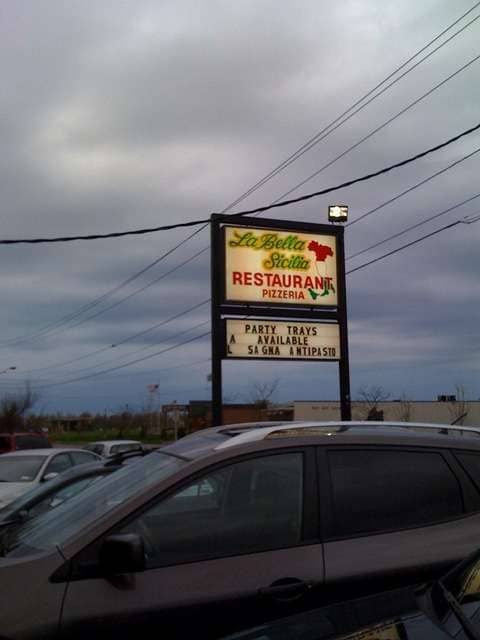 La Bella
Sicilia
RESTAURANT
PIZZERIA
PARTY TRAYS
A AVAILABLE
L SAGNA ANTIPASTO